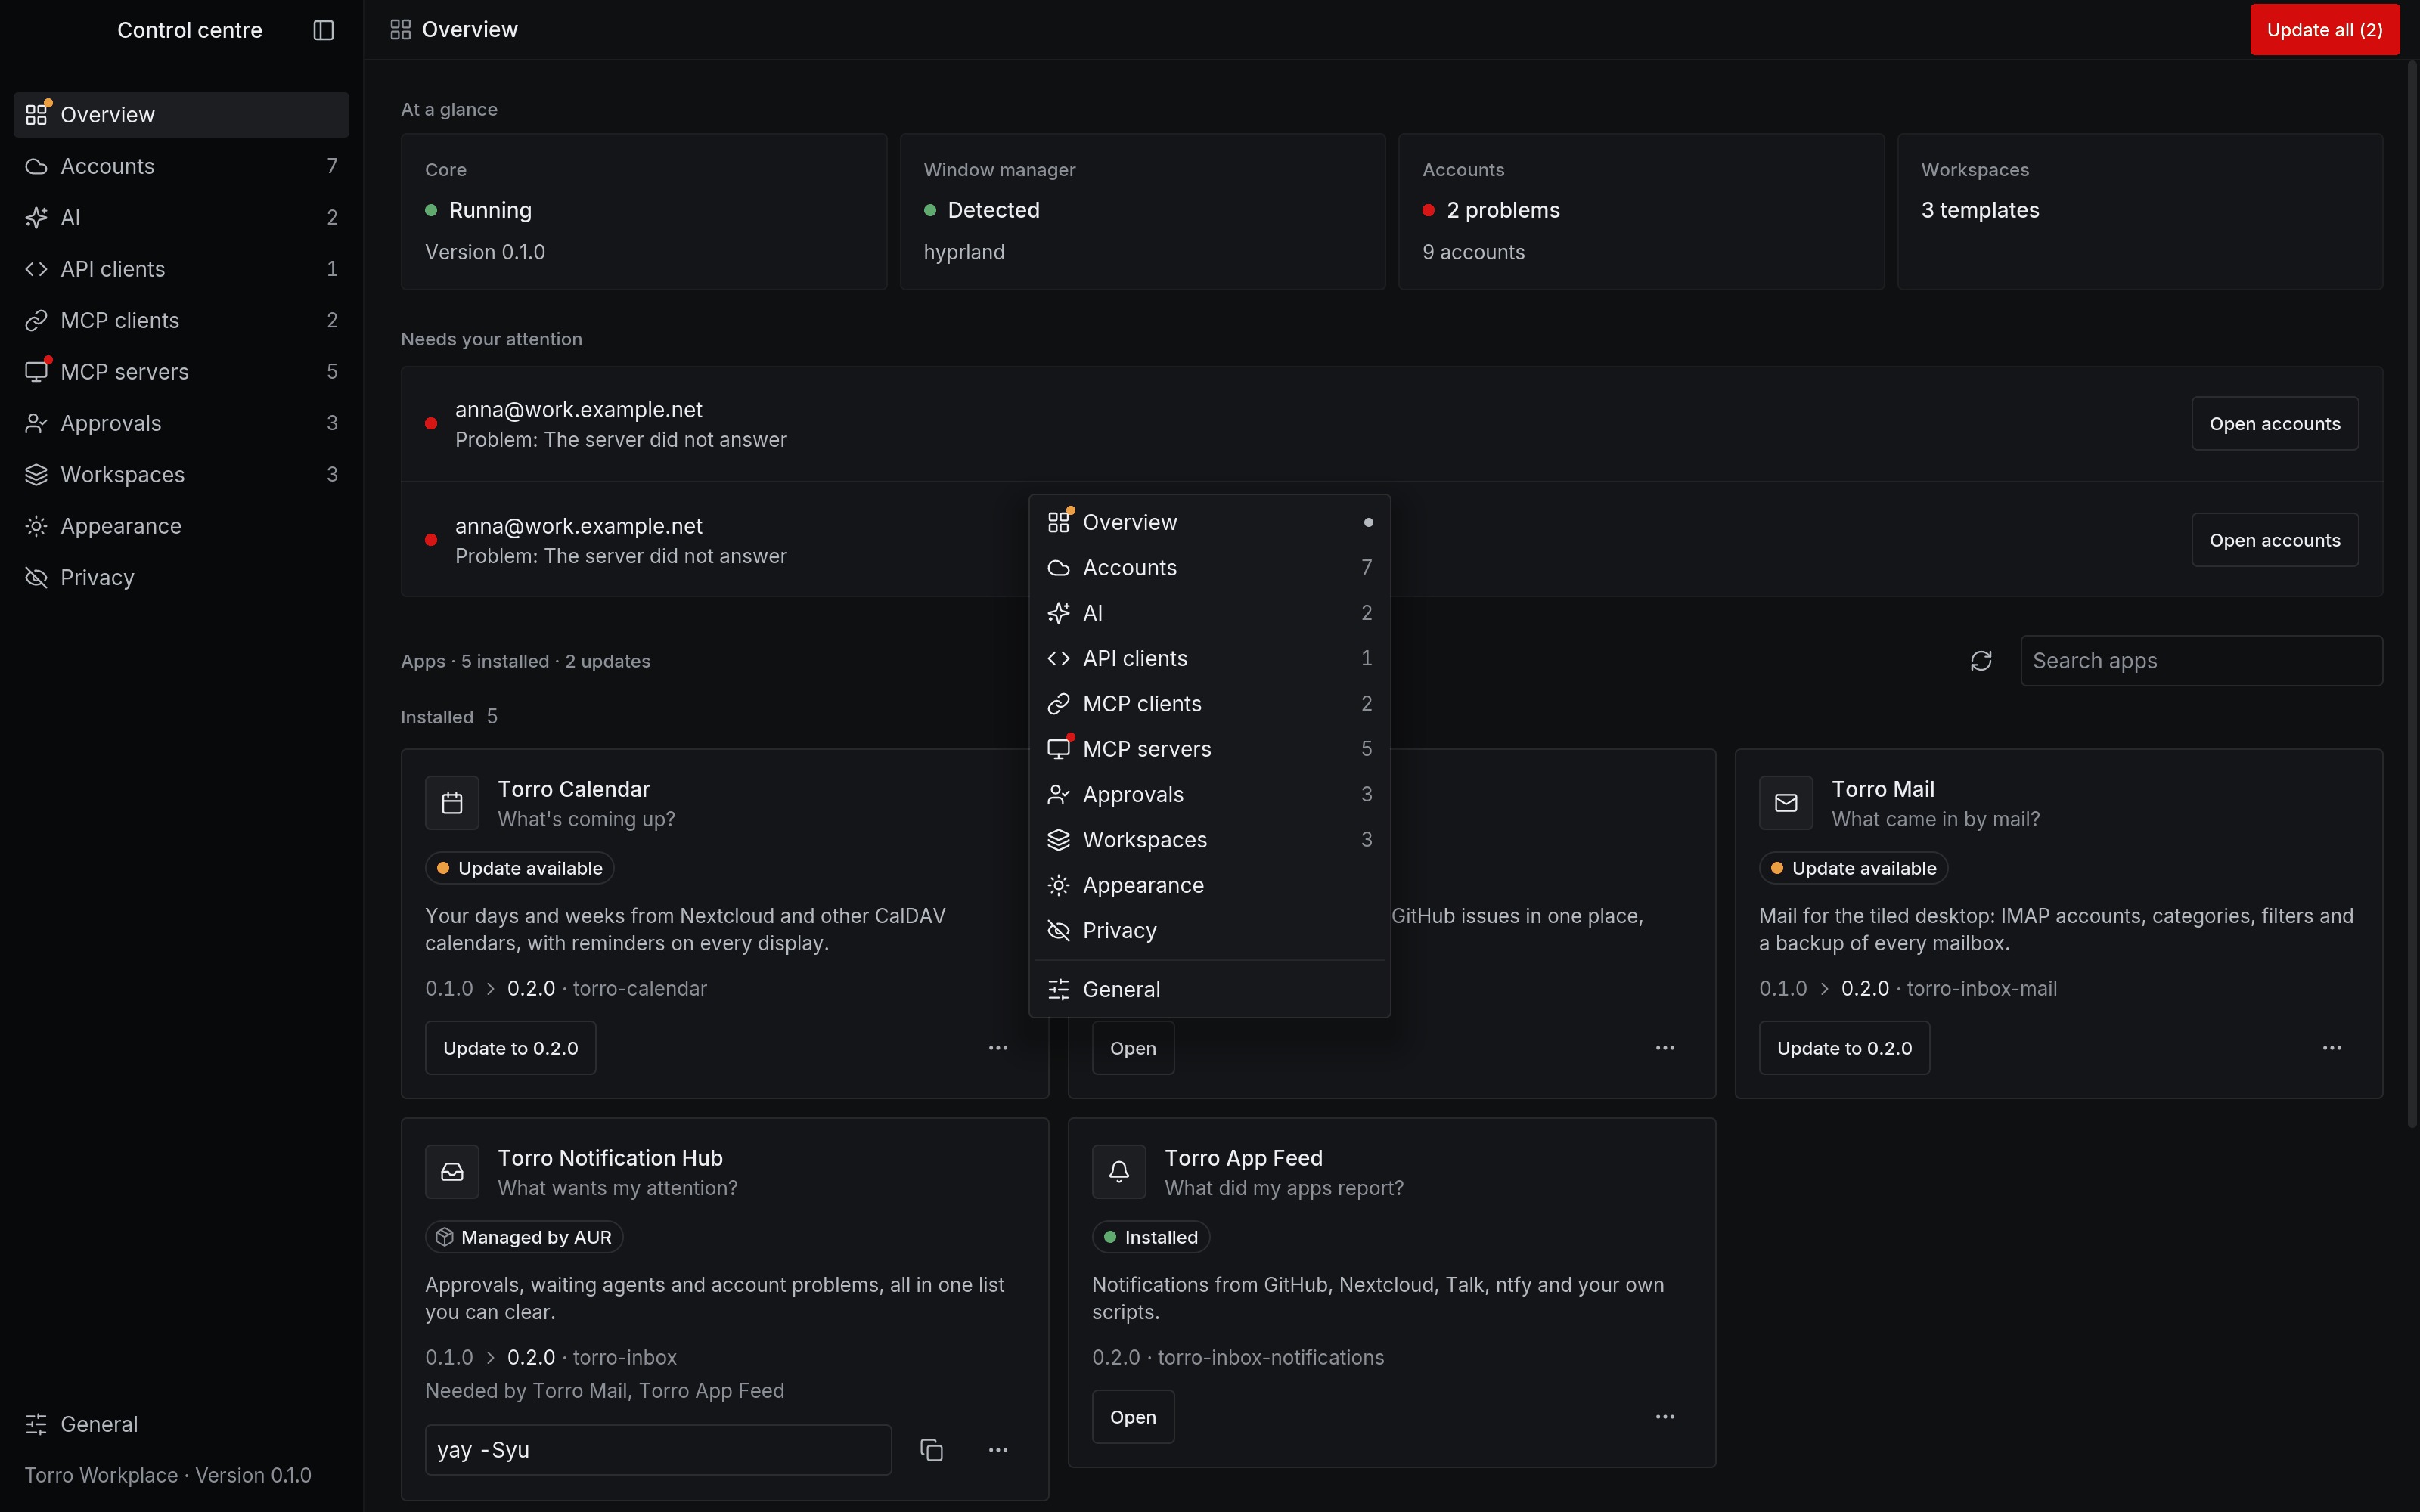 Control centre
Overview
Accounts 7
AI 2
API clients 1
MCP clients 2
MCP servers 5
Approvals 3
Workspaces 3
Appearance
Privacy
General
Torro Workplace · Version 0.1.0
Overview
Update all (2)
At a glance
Core
Running
Version 0.1.0
Window manager
Detected
hyprland
Accounts
2 problems
9 accounts
Workspaces
3 templates
Needs your attention
anna@work.example.net
Problem: The server did not answer
Open accounts
anna@work.example.net
Problem: The server did not answer
Open accounts
Overview
Accounts 7
AI 2
API clients 1
MCP clients 2
MCP servers 5
Approvals 3
Workspaces 3
Appearance
Privacy
General
Apps · 5 installed · 2 updates
Search apps
Installed 5
Torro Calendar
What's coming up?
Update available
Your days and weeks from Nextcloud and other CalDAV
calendars, with reminders on every display.
0.1.0 > 0.2.0 · torro-calendar
Update to 0.2.0
GitHub issues in one place,
Open
Torro Mail
What came in by mail?
Update available
Mail for the tiled desktop: IMAP accounts, categories, filters and
a backup of every mailbox.
0.1.0 > 0.2.0 · torro-inbox-mail
Update to 0.2.0
Torro Notification Hub
What wants my attention?
Managed by AUR
Approvals, waiting agents and account problems, all in one list
you can clear.
0.1.0 > 0.2.0 · torro-inbox
Needed by Torro Mail, Torro App Feed
yay -Syu
Torro App Feed
What did my apps report?
Installed
Notifications from GitHub, Nextcloud, Talk, ntfy and your own
scripts.
0.2.0 · torro-inbox-notifications
Open